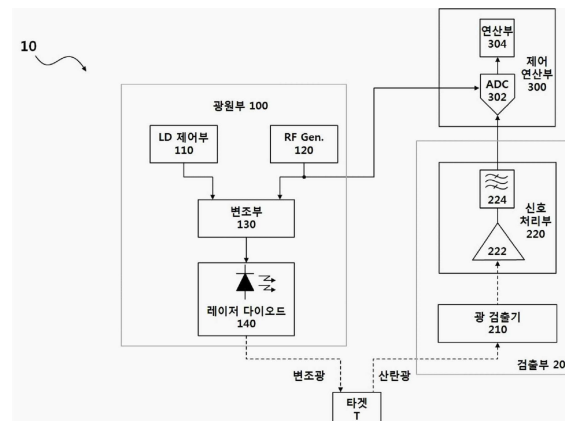 10
연산부
304
제어
연산부
300
ADC
302
광원부 100
LD 제어부
110
RF Gen.
120
변조부
130
레이저 다이오드
140
224
신호
처리부
220
222
광 검출기
210
검출부 20
변조광
산란광
타겟
T